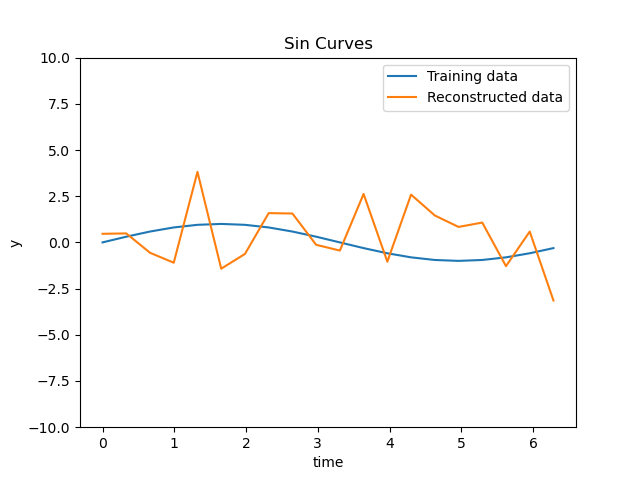 Sin Curves
Training data
Reconstructed data
10.0
7.5
5.0
2.5
0.0
−2.5
−5.0
−7.5
−10.0
y
0 1 2 3 4 5 6
time